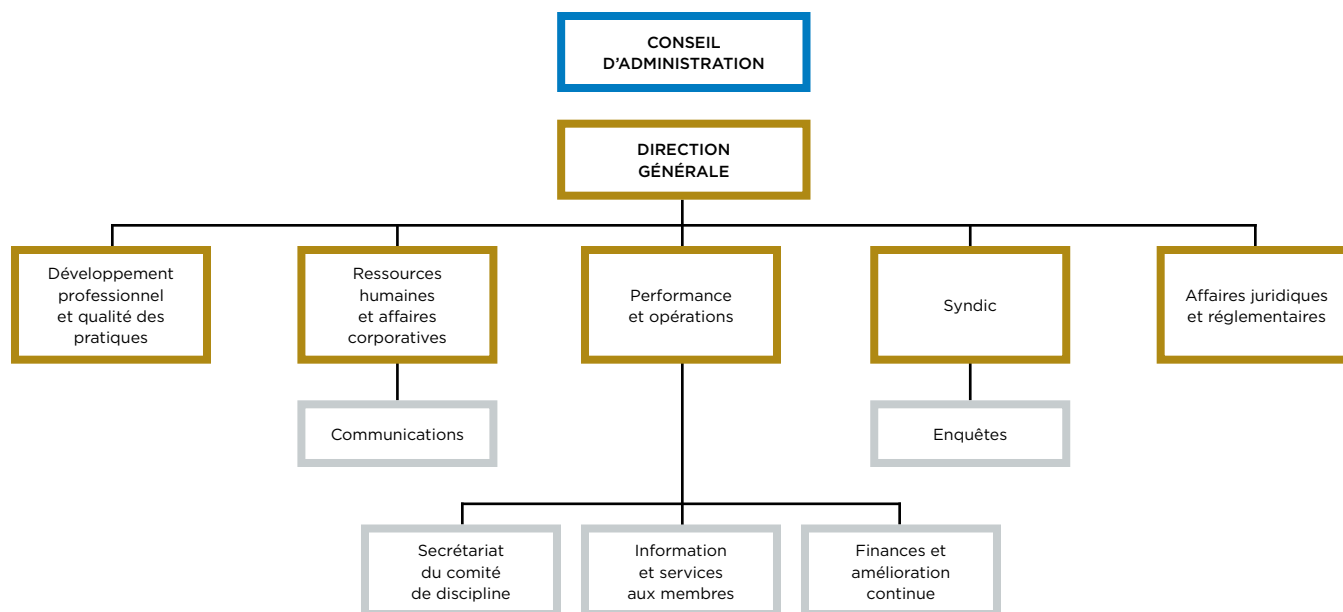 CONSEIL
D'ADMINISTRATION
DIRECTION
GÉNÉRALE
Développement
professionnel
et qualité des
pratiques
Ressources
humaines
et affaires
corporatives
Performance
et opérations
Syndic
Affaires juridiques
et réglementaires
Communications
Enquêtes
Secrétariat
du comité
de discipline
Information
et services
aux membres
Finances et
amélioration
continue